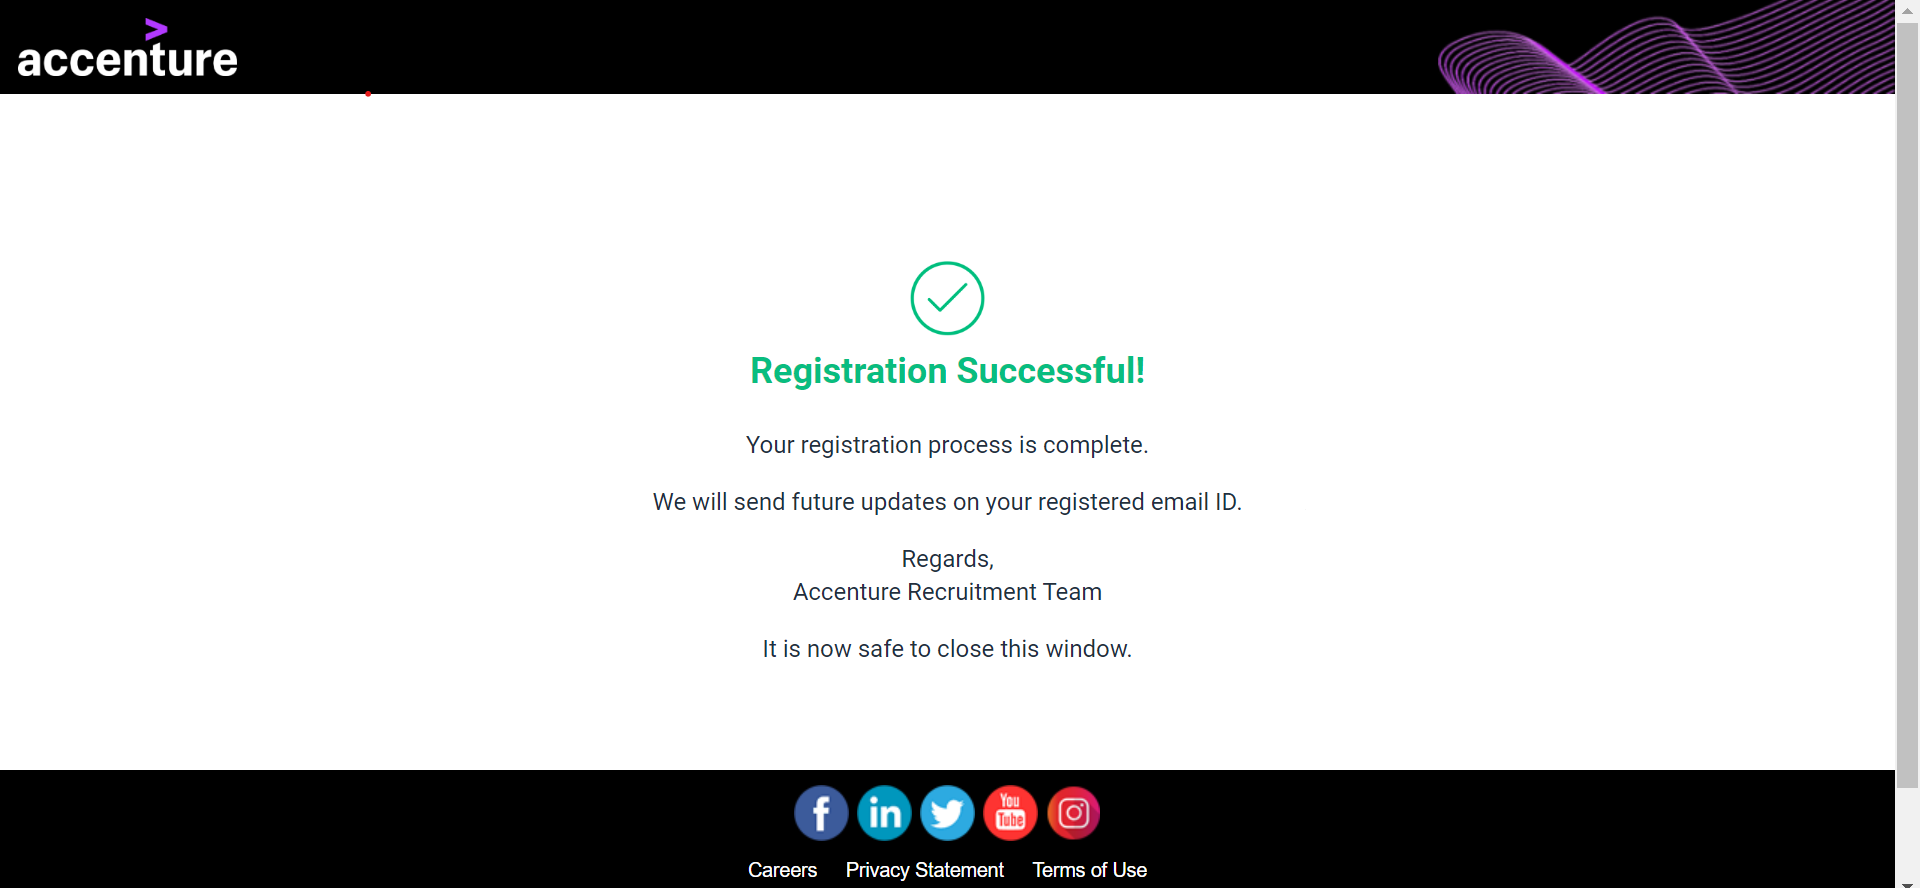 accenture
Registration Successful!
Your registration process is complete.
We will send future updates on your registered email ID.
Regards,
Accenture Recruitment Team
It is now safe to close this window.
f in You Tube
Careers Privacy Statement Terms of Use